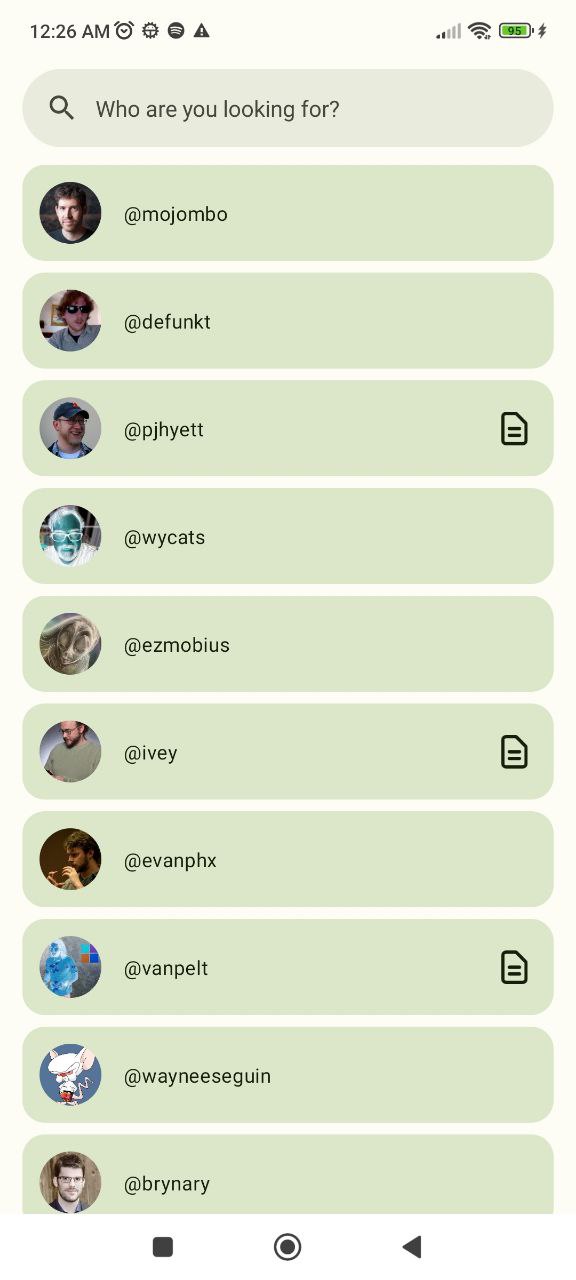 12:26 AM
95
Who are you looking for?
@mojombo
@defunkt
@pjhyett
@wycats
@ezmobius
@ivey
@evanphx
@vanpelt
@wayneeseguin
@brynary